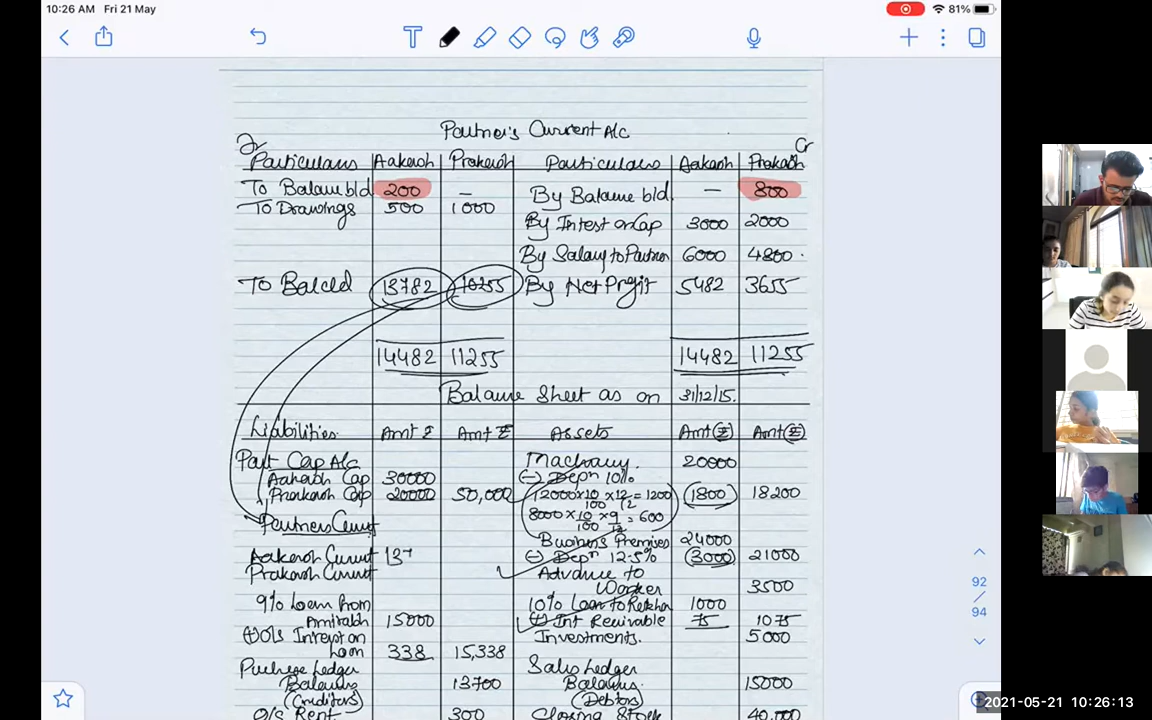 10:26 AM Fri 21 May
81%
Partner's Current A/c
Dr Cr
Particulars Aakash Prakash Particulars Aakash Prakash
To Balance b/d 200 — By Balance b/d. — 800
To Drawings 500 1000
By Intest on Cap 3000 2000
By Salary to Partners 6000 4800
To Bal c/d 13782 10255 By Net Profit 5482 3655
14482 11255 14482 11255
Balance Sheet as on 31/12/15.
Liabilities Amt ₹ Amt ₹ Assets Amt(₹) Amt(₹)
Part Cap A/c Machinery 20000
Aakash Cap 30000 (-) Depn 10%
Prakash Cap 20000 50,000 12000×10/100×12/12=1200 (1800) 18200
8000×10/100×9/12=600
Partners Current
Business Premises 24000
Aakash Current 137 (-) Depn 12.5% (3000) 21000
Prakash Current Advance to
Worker 3500
9% Loan from 10% Loan to Rekha 1000
Amitabh 15000 (+) Int Receivable 75 1075
(+) O/s Interest on Investments. 5000
Loan 338 15,338
Purchase Ledger Sales Ledger
Balances 13700 Balances. 15000
(Creditors) (Debtors)
O/s Rent 300 Closing Stock 40,000
92
/
94
2021-05-21 10:26:13